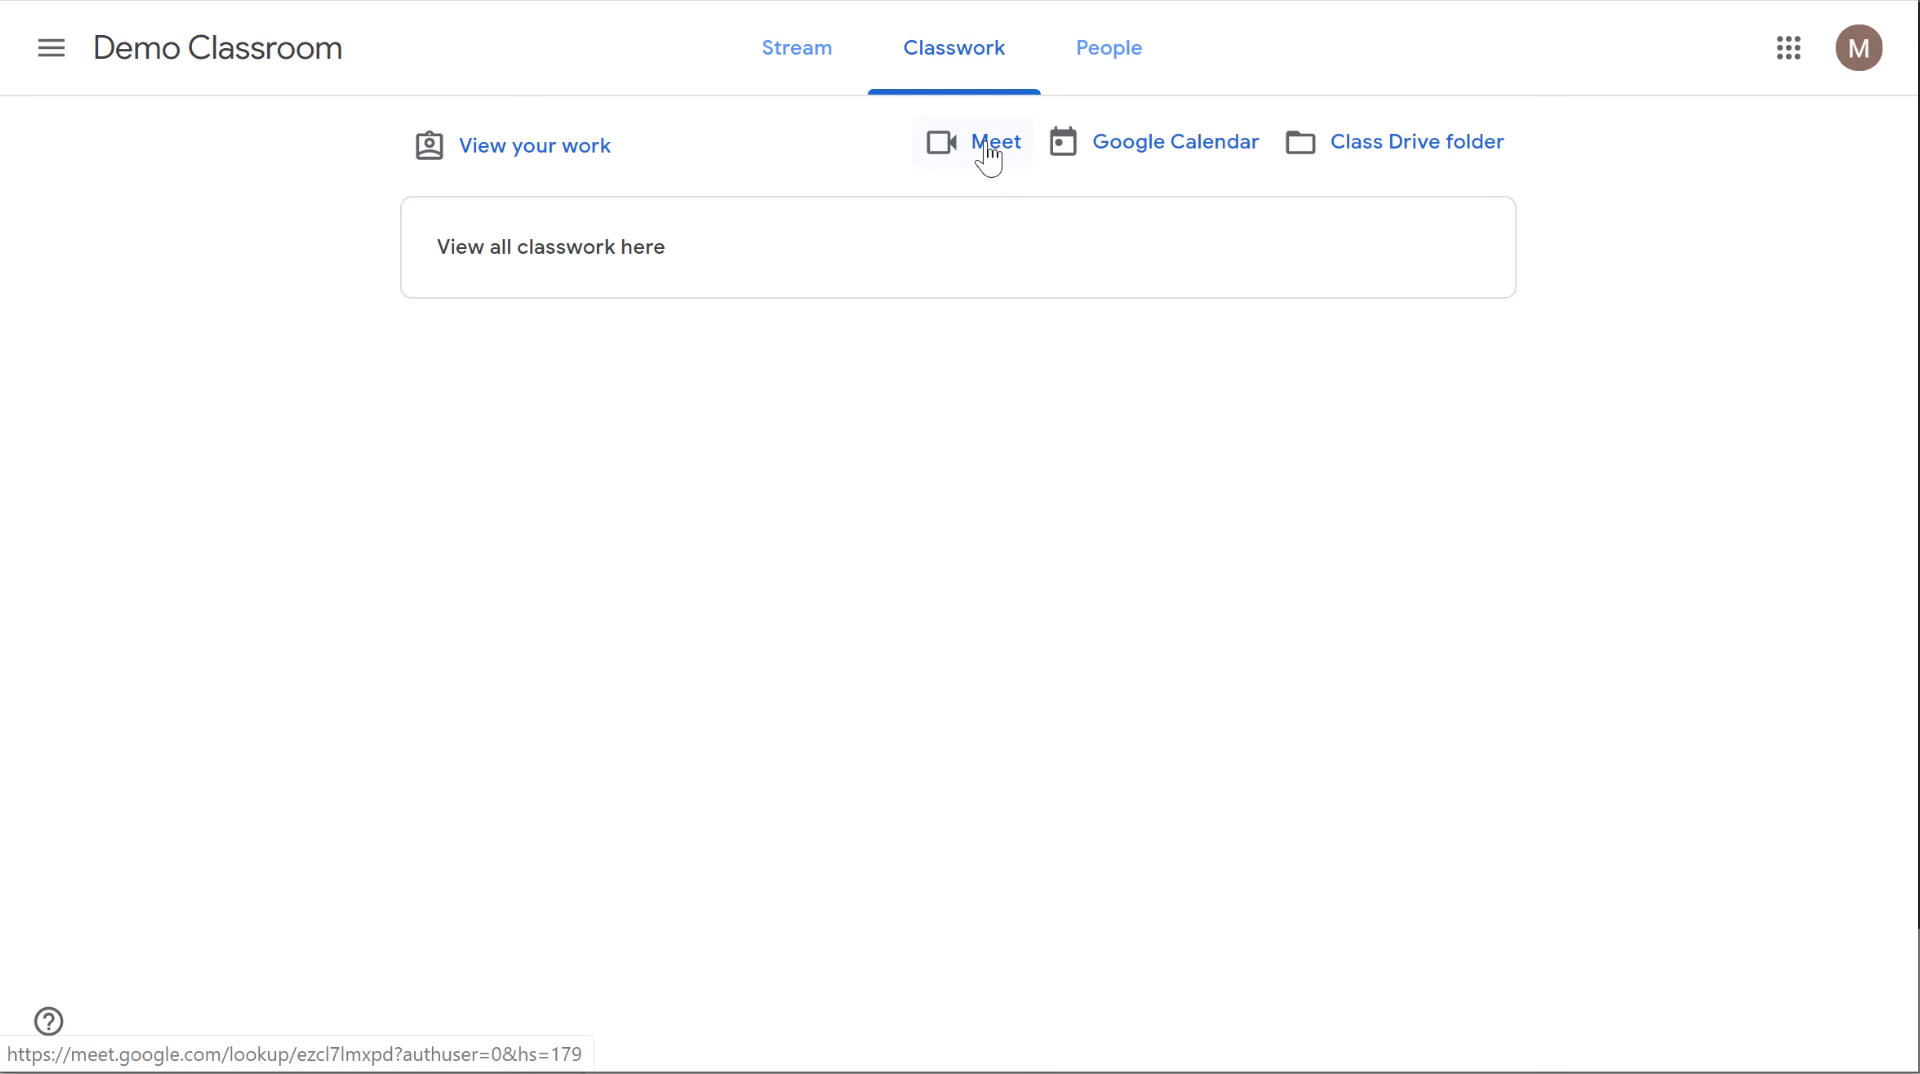 Demo Classroom
Stream
Classwork
People
M
View your work
Meet
Google Calendar
Class Drive folder
View all classwork here
https://meet.google.com/lookup/ezcl7lmxpd?authuser=0&hs=179